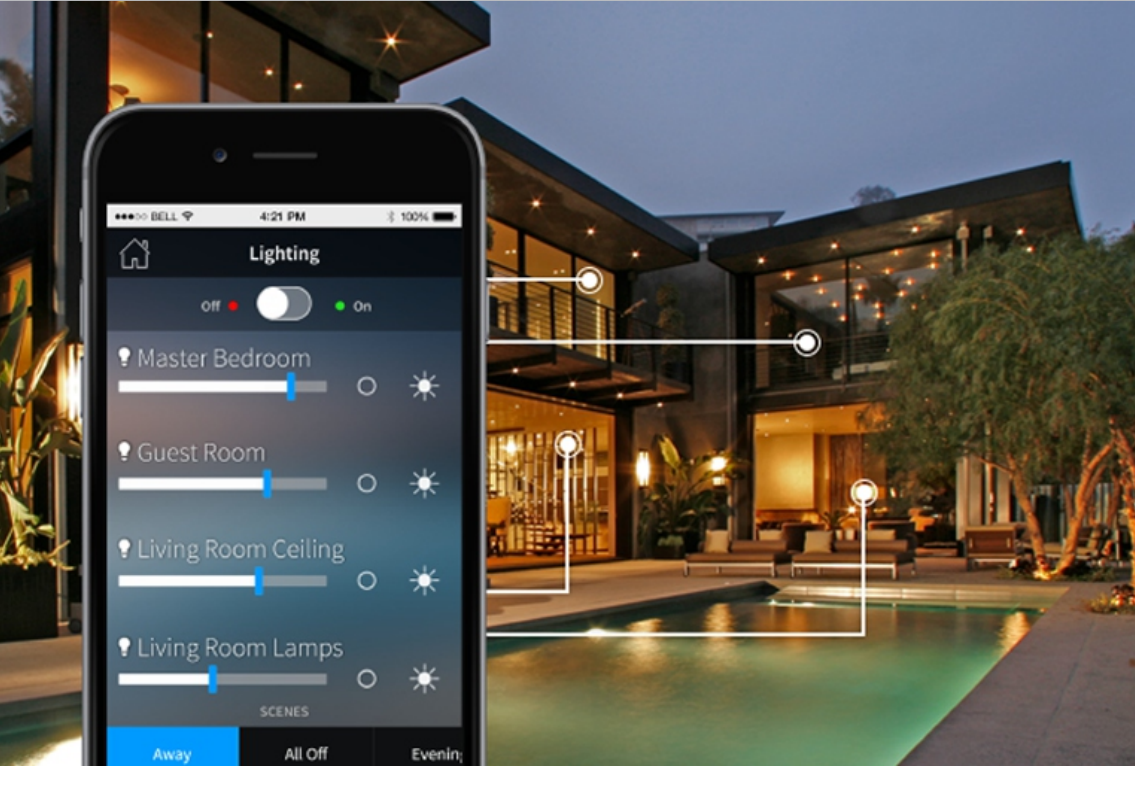 ●●●○○ BELL 4:21 PM 100%
Lighting
Off On
Master Bedroom
Guest Room
Living Room Ceiling
Living Room Lamps
SCENES
Away All Off Evening